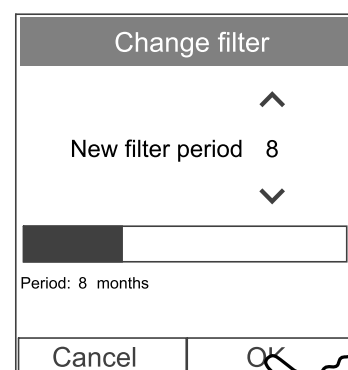 Change filter
New filter period 8
Period: 8 months
Cancel OK